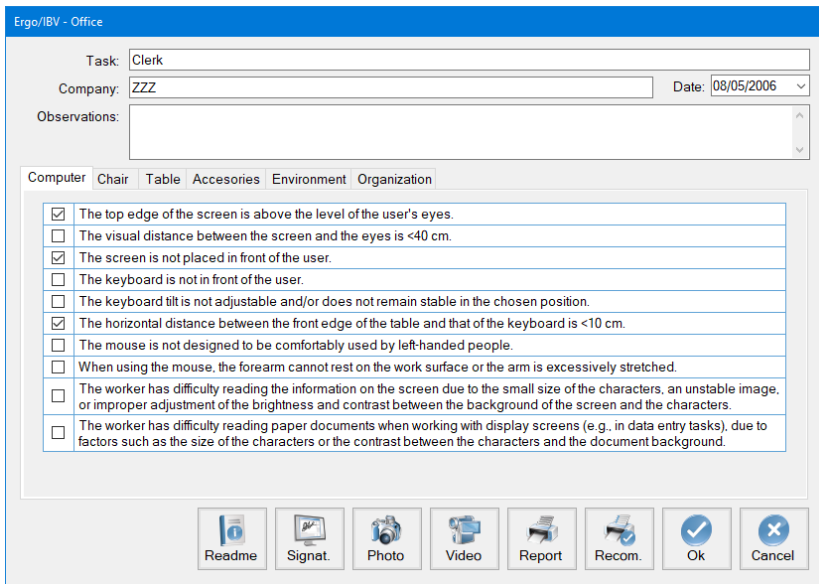 Ergo/IBV - Office
Task: Clerk
Company: ZZZ Date: 08/05/2006
Observations:
Computer Chair Table Accesories Environment Organization
The top edge of the screen is above the level of the user's eyes.
The visual distance between the screen and the eyes is <40 cm.
The screen is not placed in front of the user.
The keyboard is not in front of the user.
The keyboard tilt is not adjustable and/or does not remain stable in the chosen position.
The horizontal distance between the front edge of the table and that of the keyboard is <10 cm.
The mouse is not designed to be comfortably used by left-handed people.
When using the mouse, the forearm cannot rest on the work surface or the arm is excessively stretched.
The worker has difficulty reading the information on the screen due to the small size of the characters, an unstable image,
or improper adjustment of the brightness and contrast between the background of the screen and the characters.
The worker has difficulty reading paper documents when working with display screens (e.g., in data entry tasks), due to
factors such as the size of the characters or the contrast between the characters and the document background.
Readme Signat. Photo Video Report Recom. Ok Cancel